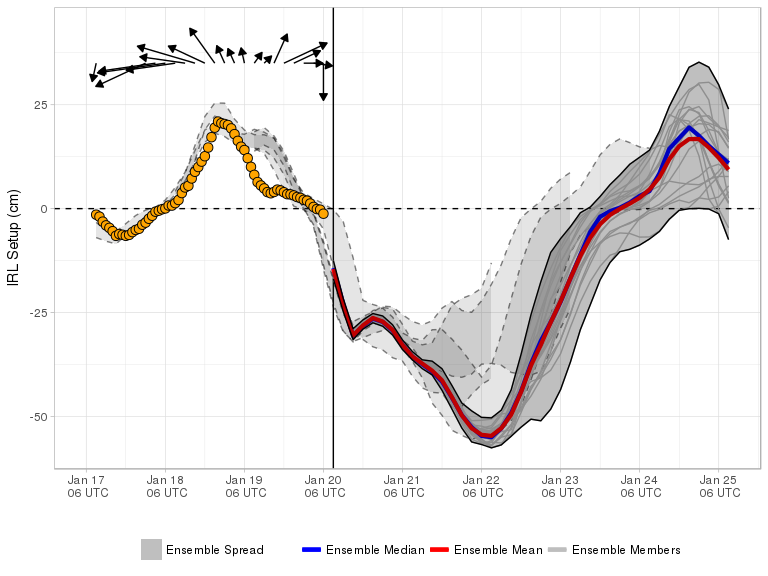 IRL Setup (cm)
25
0
-25
-50
Jan 17 Jan 18 Jan 19 Jan 20 Jan 21 Jan 22 Jan 23 Jan 24 Jan 25
06 UTC 06 UTC 06 UTC 06 UTC 06 UTC 06 UTC 06 UTC 06 UTC 06 UTC
Ensemble Spread Ensemble Median Ensemble Mean Ensemble Members